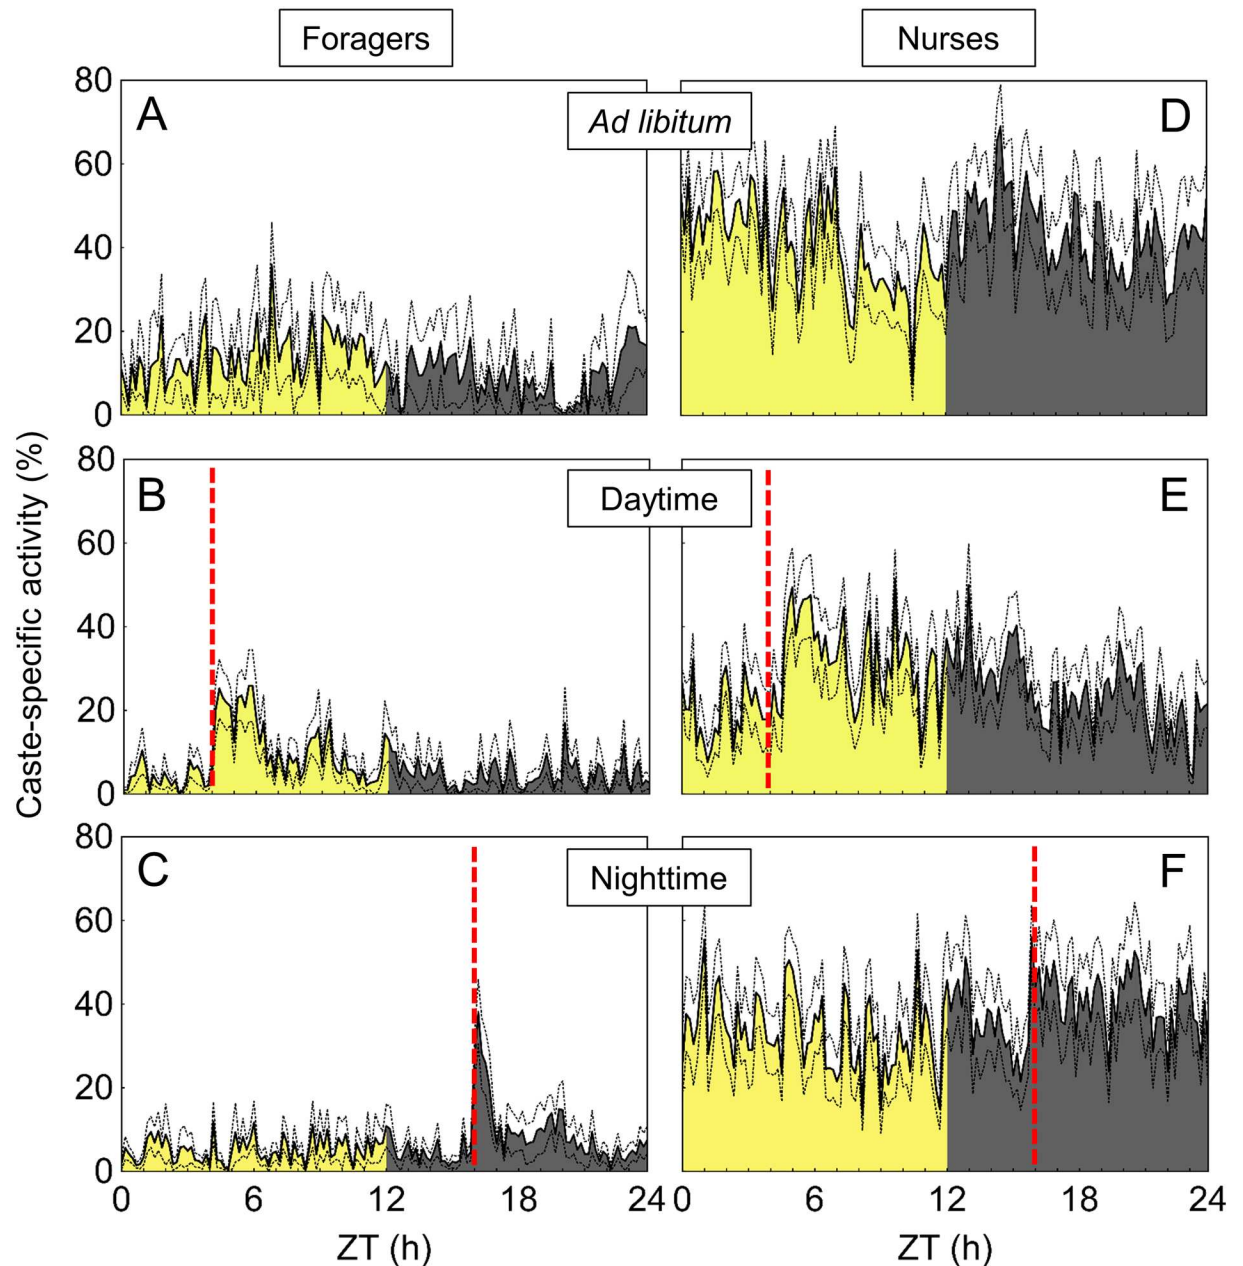 Foragers
Nurses
80
60
40
20
0
A
Ad libitum
D
Caste-specific activity (%)
80
60
40
20
0
B
Daytime
E
80
60
40
20
0
C
Nighttime
F
0 6 12 18 24 0 6 12 18 24
ZT (h)
ZT (h)